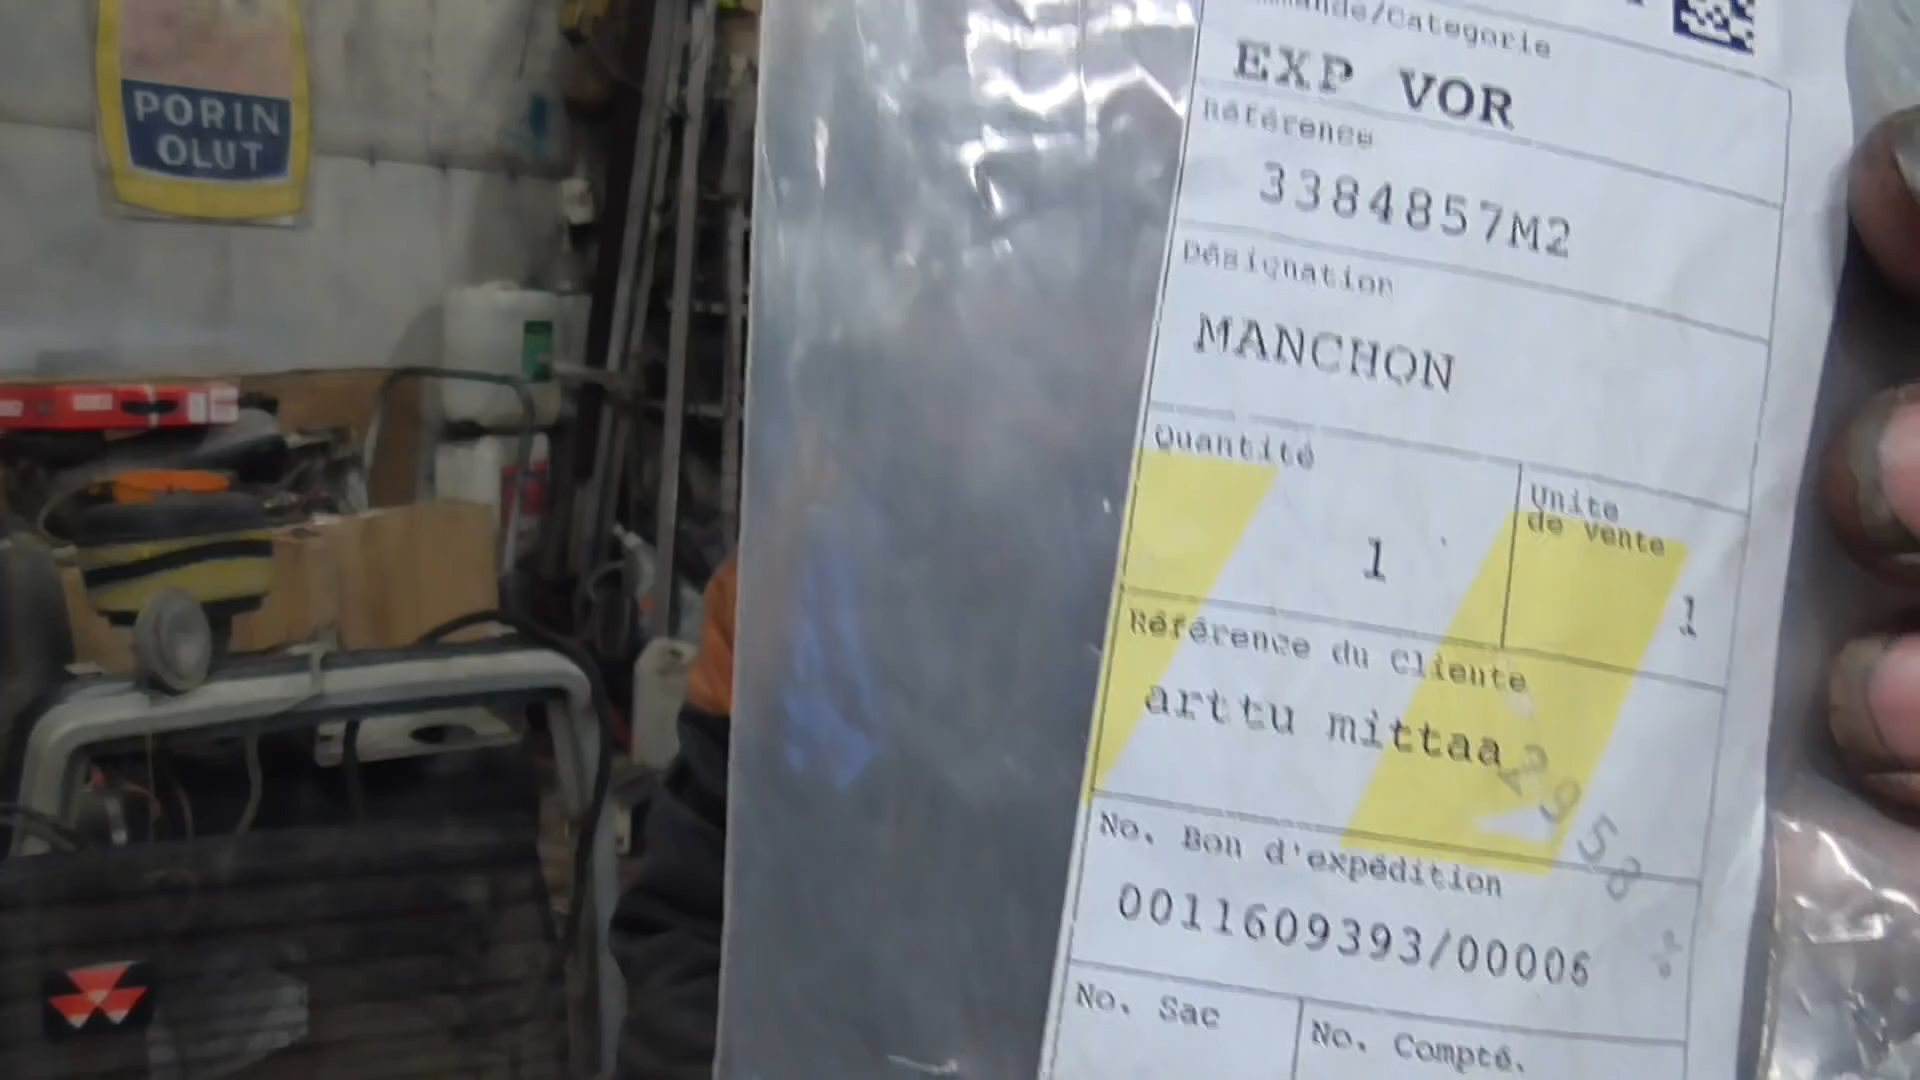 PORIN
OLUT
EXP VOR
Référence
3384857M2
Désignation
MANCHON
Quantité
1
Unite
de vente
1
Référence du Cliente
arttu mittaa
No. Bon d'expédition
0011609393/00006
No. Sac
No. Compte.